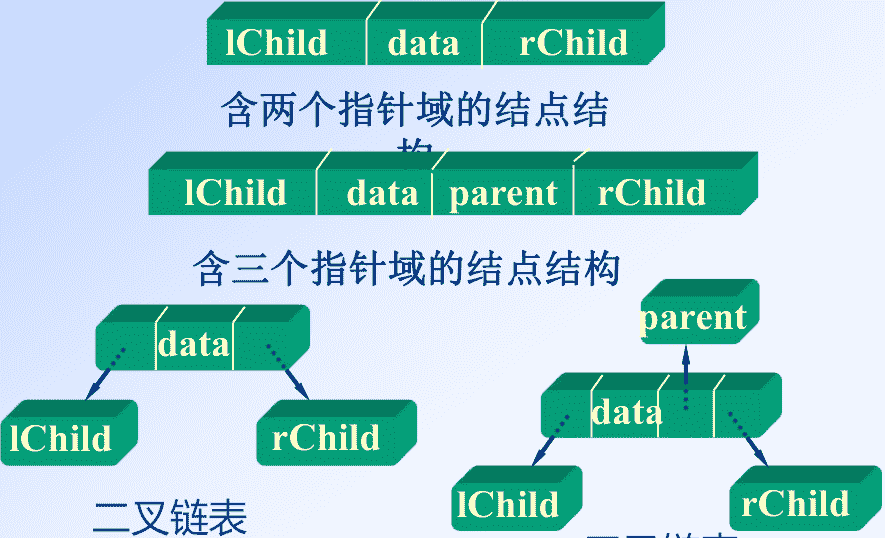 lChild data rChild
含两个指针域的结点结
构
lChild data parent rChild
含三个指针域的结点结构
parent
data
data
lChild
rChild
lChild
rChild
二叉链表